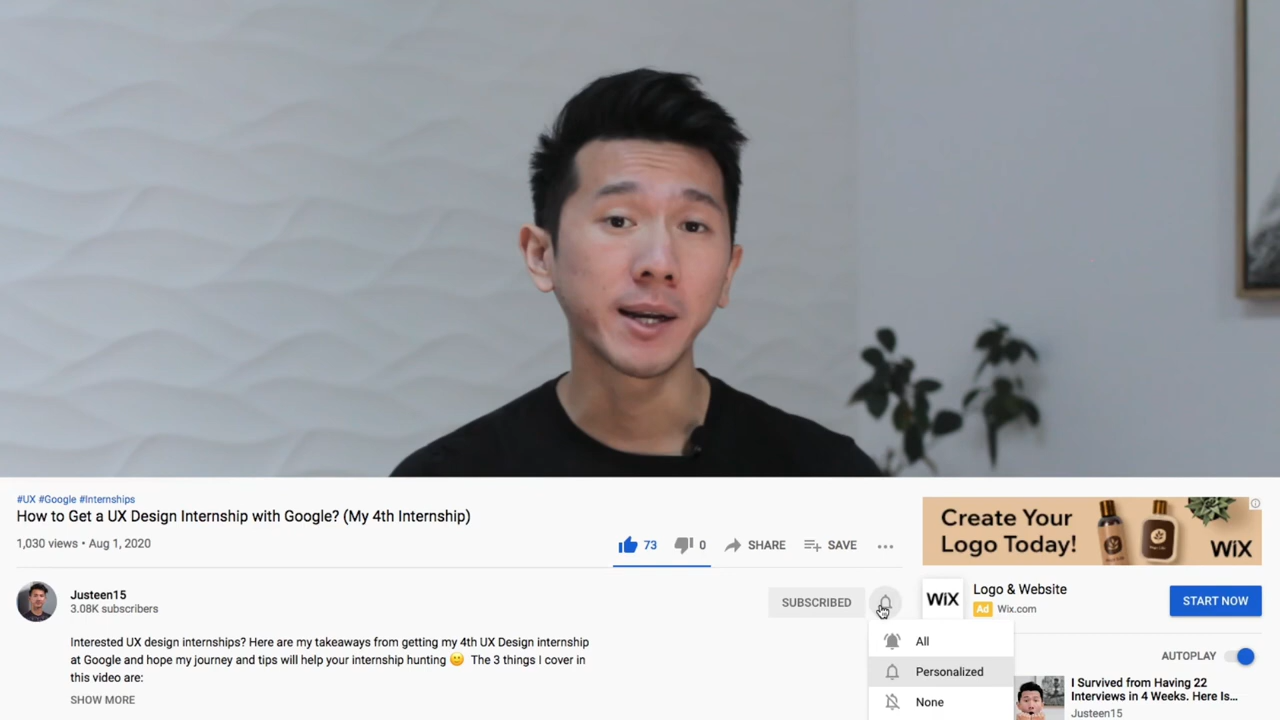 #UX #Google #Internships
How to Get a UX Design Internship with Google? (My 4th Internship)
1,030 views • Aug 1, 2020
73
0
SHARE
SAVE
Justeen15
3.08K subscribers
SUBSCRIBED
Interested UX design internships? Here are my takeaways from getting my 4th UX Design internship
at Google and hope my journey and tips will help your internship hunting 🙂 The 3 things I cover in
this video are:
SHOW MORE
All
Personalized
None
Create Your
Logo Today!
WiX
WiX
Logo & Website
Ad Wix.com
START NOW
AUTOPLAY
I Survived from Having 22
Interviews in 4 Weeks. Here Is...
Justeen15